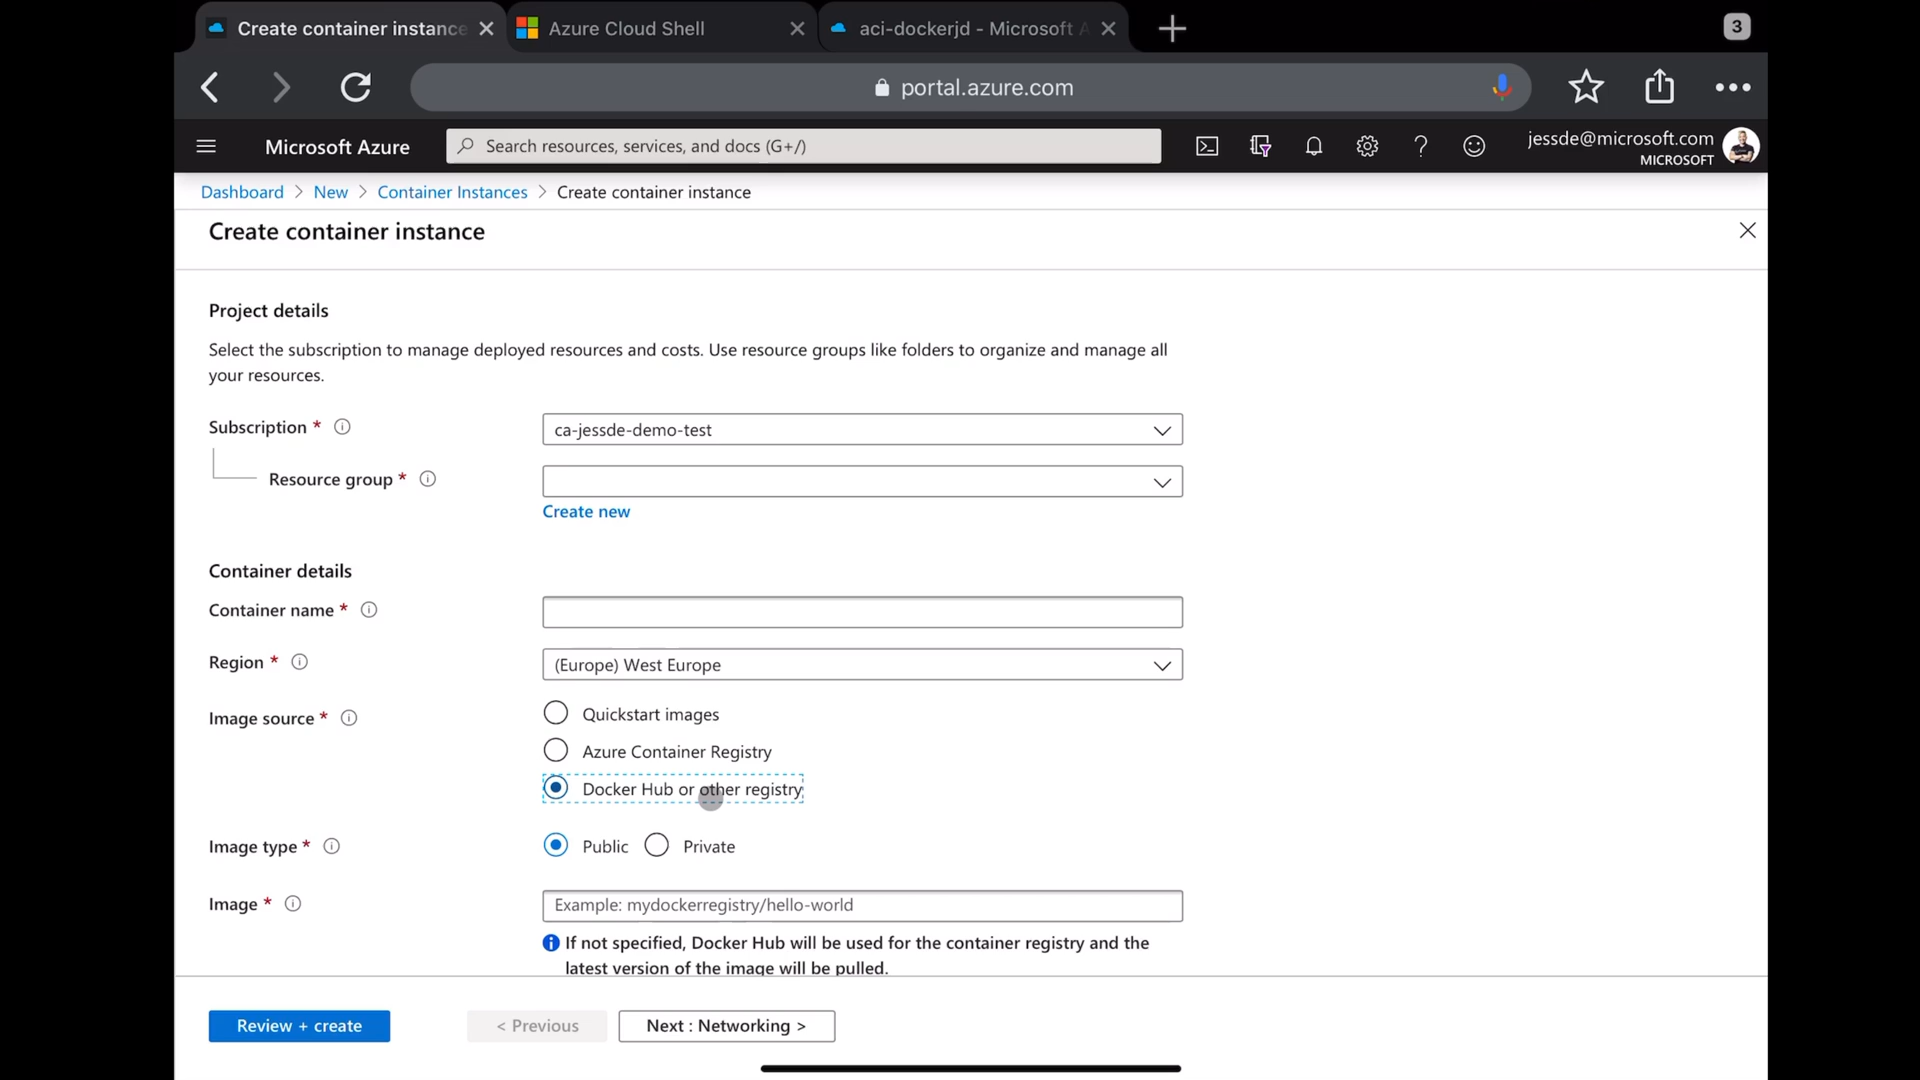 Create container instance
Azure Cloud Shell
aci-dockerjd - Microsoft A
3
portal.azure.com
Microsoft Azure
Search resources, services, and docs (G+/)
jessde@microsoft.com
MICROSOFT
Dashboard > New > Container Instances > Create container instance
Create container instance
Project details
Select the subscription to manage deployed resources and costs. Use resource groups like folders to organize and manage all
your resources.
Subscription *
ca-jessde-demo-test
Resource group *
Create new
Container details
Container name *
Region *
(Europe) West Europe
Image source *
Quickstart images
Azure Container Registry
Docker Hub or other registry
Image type *
Public
Private
Image *
Example: mydockerregistry/hello-world
If not specified, Docker Hub will be used for the container registry and the
latest version of the image will be pulled.
Review + create
< Previous
Next : Networking >